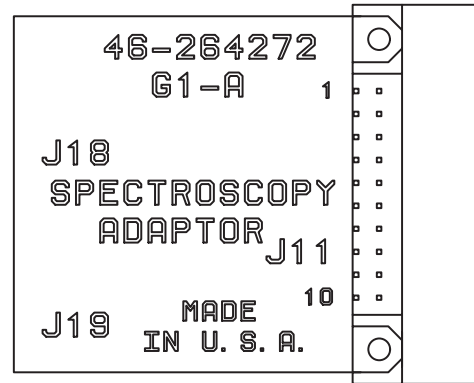 46-264272
G1-A
1
J18
SPECTROSCOPY
ADAPTOR
J11
10
J19
MADE
IN U.S.A.